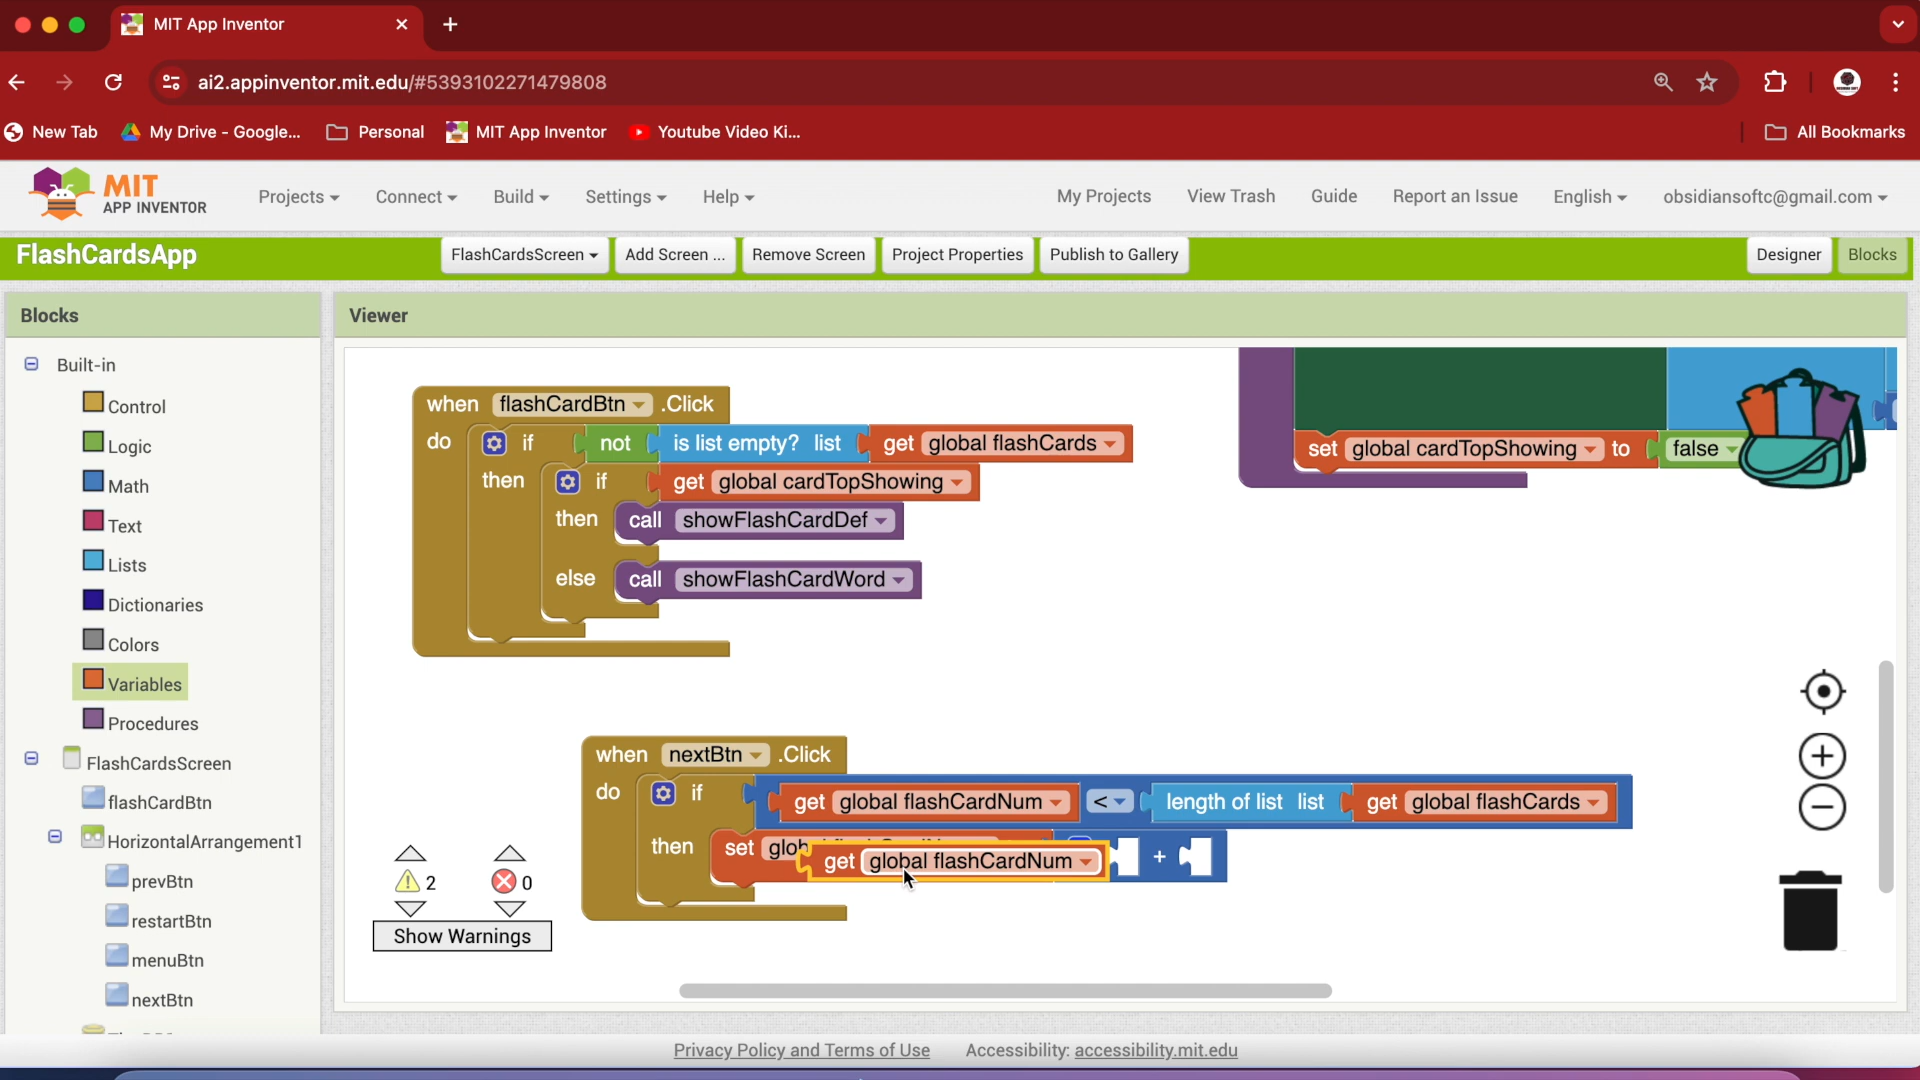 MIT App Inventor
ai2.appinventor.mit.edu/#5393102271479808
New Tab My Drive - Google... Personal MIT App Inventor Youtube Video Ki... All Bookmarks
MIT
APP INVENTOR
Projects Connect Build Settings Help My Projects View Trash Guide Report an Issue English obsidiansoftc@gmail.com
FlashCardsApp FlashCardsScreen Add Screen ... Remove Screen Project Properties Publish to Gallery Designer Blocks
Blocks
Built-in
Control
Logic
Math
Text
Lists
Dictionaries
Colors
Variables
Procedures
FlashCardsScreen
flashCardBtn
HorizontalArrangement1
prevBtn
restartBtn
menuBtn
nextBtn
Viewer
when flashCardBtn .Click
do if not is list empty? list get global flashCards
then if get global cardTopShowing
then call showFlashCardDef
else call showFlashCardWord
set global cardTopShowing to false
when nextBtn .Click
do if get global flashCardNum < length of list list get global flashCards
then set get global flashCardNum +
2 0
Show Warnings
Privacy Policy and Terms of Use Accessibility: accessibility.mit.edu